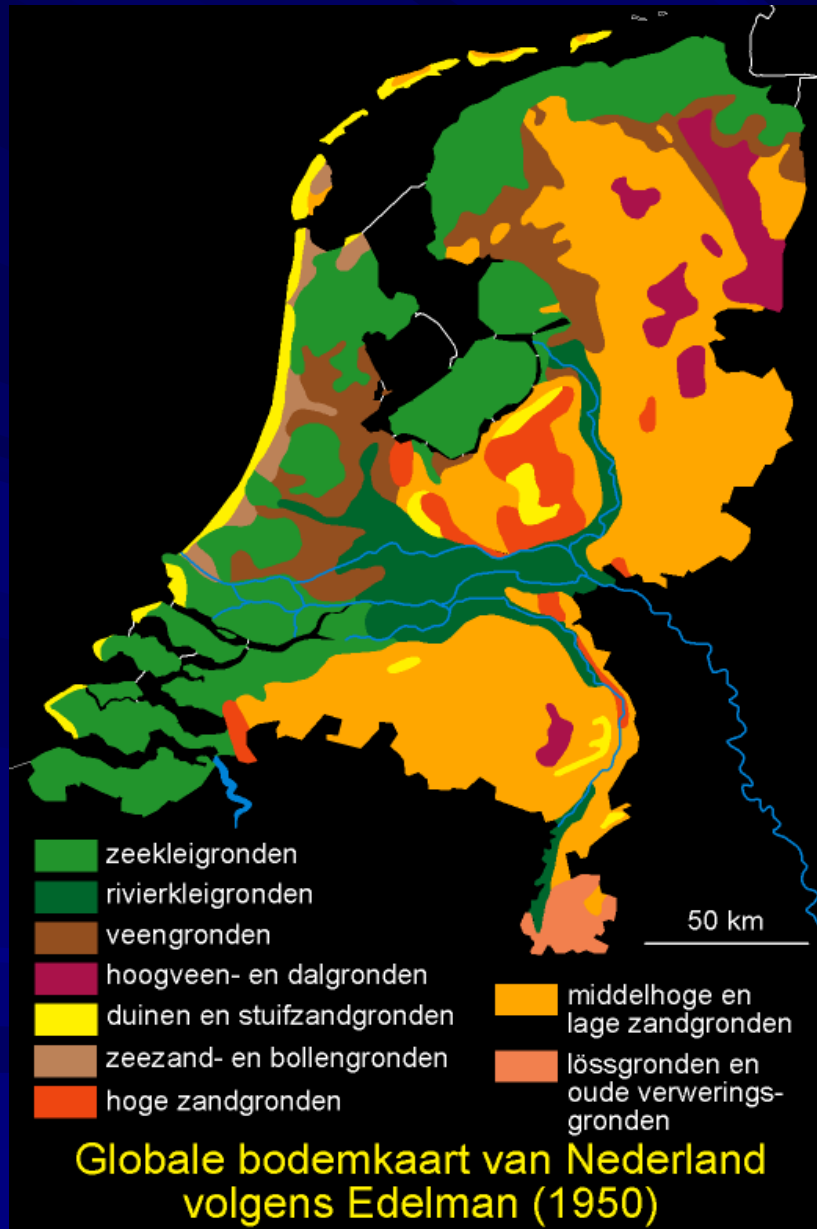 zeekleigronden
rivierkleigronden
veengronden
hoogveen- en dalgronden
duinen en stuifzandgronden
zeezand- en bollengronden
hoge zandgronden
50 km
middelhoge en
lage zandgronden
lössgronden en
oude verwerings-
gronden
Globale bodemkaart van Nederland
volgens Edelman (1950)